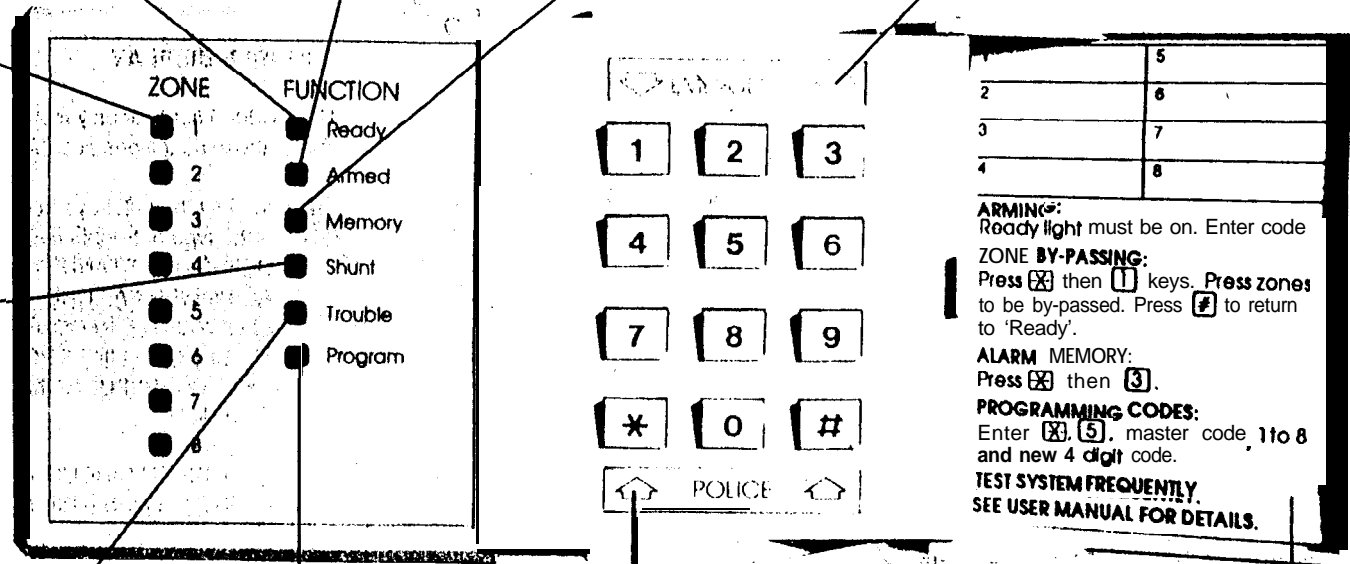 ZONE FUNCTION
1 Ready
2 Armed
3 Memory
4 Shunt
5 Trouble
6 Program
7
8
1 2 3
4 5 6
7 8 9
* 0 #
POLICE
5
2 6
3 7
4 8
ARMING:
Ready light must be on. Enter code
ZONE BY-PASSING:
Press [X] then [1] keys. Press zones
to be by-passed. Press [#] to return
to ‘Ready’.
ALARM MEMORY:
Press [X] then [3].
PROGRAMMING CODES:
Enter [X]. [5]. master code, 1to 8
and new 4 digit code.
TEST SYSTEM FREQUENTLY.
SEE USER MANUAL FOR DETAILS.